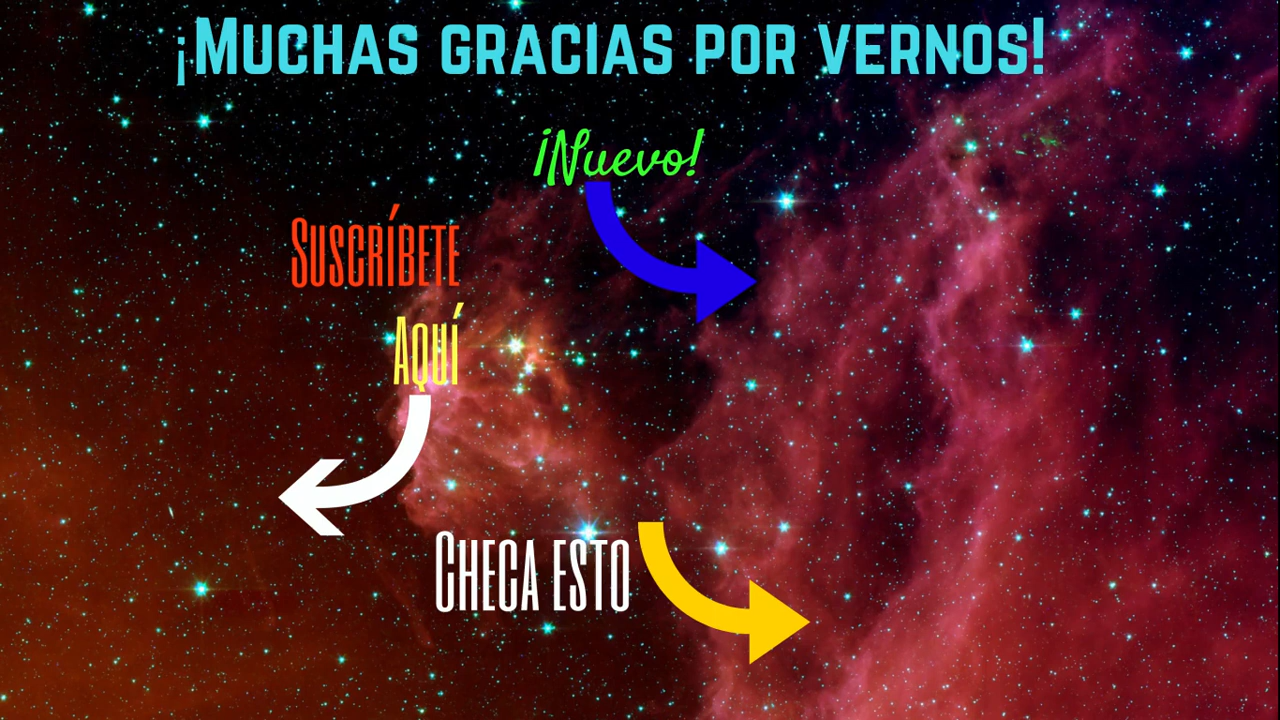 ¡Muchas gracias por vernos!
¡Nuevo!
Suscríbete
Aquí
Checa esto